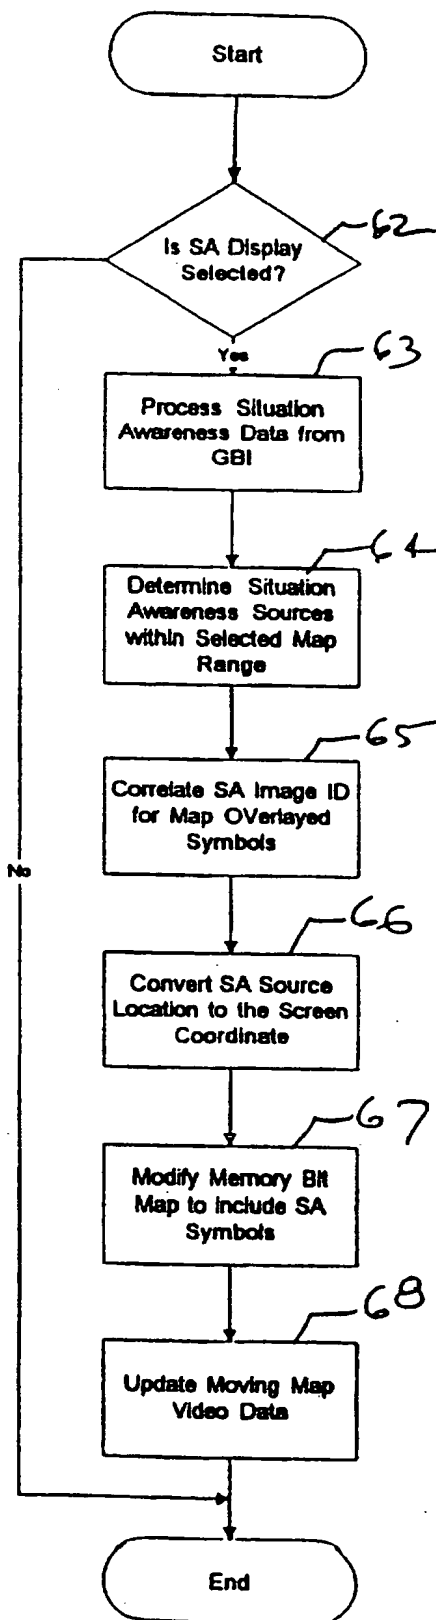 Start
62
Is SA Display
Selected?
Yes
63
Process Situation
Awareness Data from
GBI
64
Determine Situation
Awareness Sources
within Selected Map
Range
65
Correlate SA Image ID
for Map OVerlayed
Symbols
No
66
Convert SA Source
Location to the Screen
Coordinate
67
Modify Memory Bit
Map to include SA
Symbols
68
Update Moving Map
Video Data
End